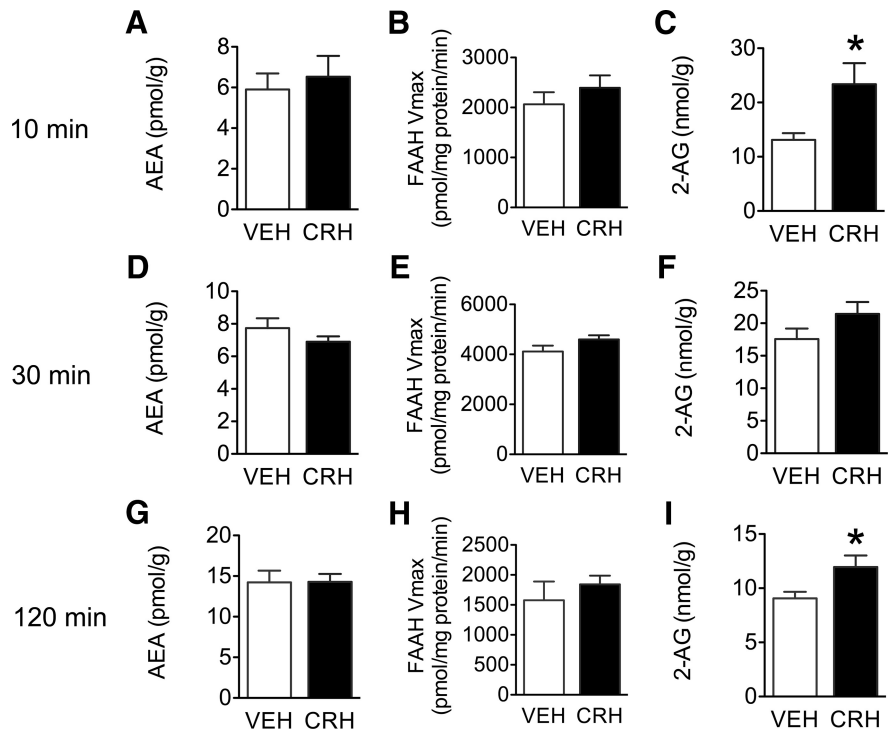 A
AEA (pmol/g)
8
6
4
2
0
VEH CRH
B
FAAH Vmax
(pmol/mg protein/min)
3000
2000
1000
0
VEH CRH
C
2-AG (nmol/g)
30
20
10
0
*
VEH CRH
10 min
D
AEA (pmol/g)
10
8
6
4
2
0
VEH CRH
E
FAAH Vmax
(pmol/mg protein/min)
6000
4000
2000
0
VEH CRH
F
2-AG (nmol/g)
25
20
15
10
5
0
VEH CRH
30 min
G
AEA (pmol/g)
20
15
10
5
0
VEH CRH
H
FAAH Vmax
(pmol/mg protein/min)
2500
2000
1500
1000
500
0
VEH CRH
I
2-AG (nmol/g)
15
10
5
0
*
VEH CRH
120 min